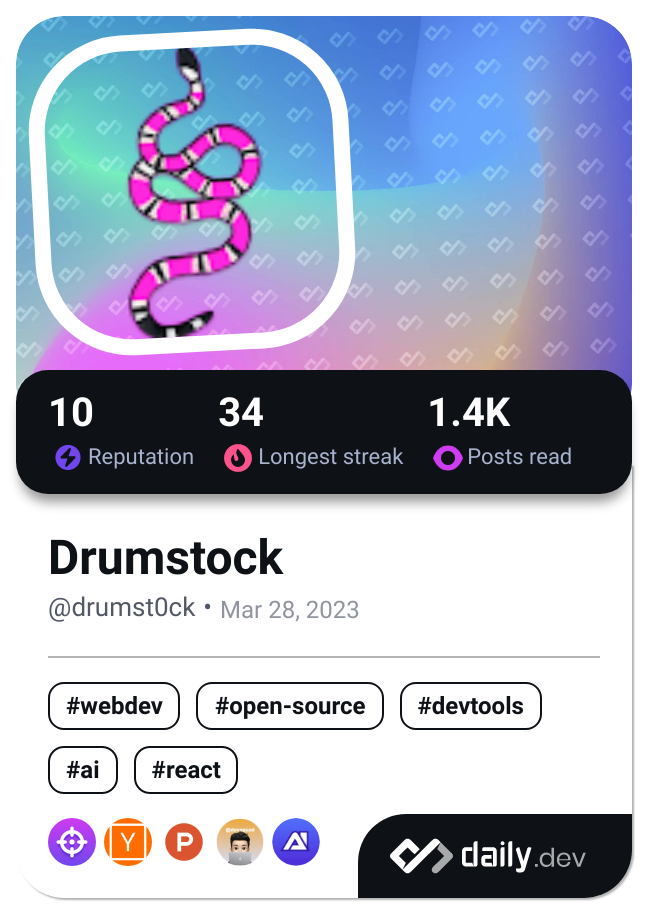 10 34 1.4K
Reputation Longest streak Posts read
Drumstock
@drumst0ck • Mar 28, 2023
#webdev #open-source #devtools
#ai #react
Y P
daily.dev